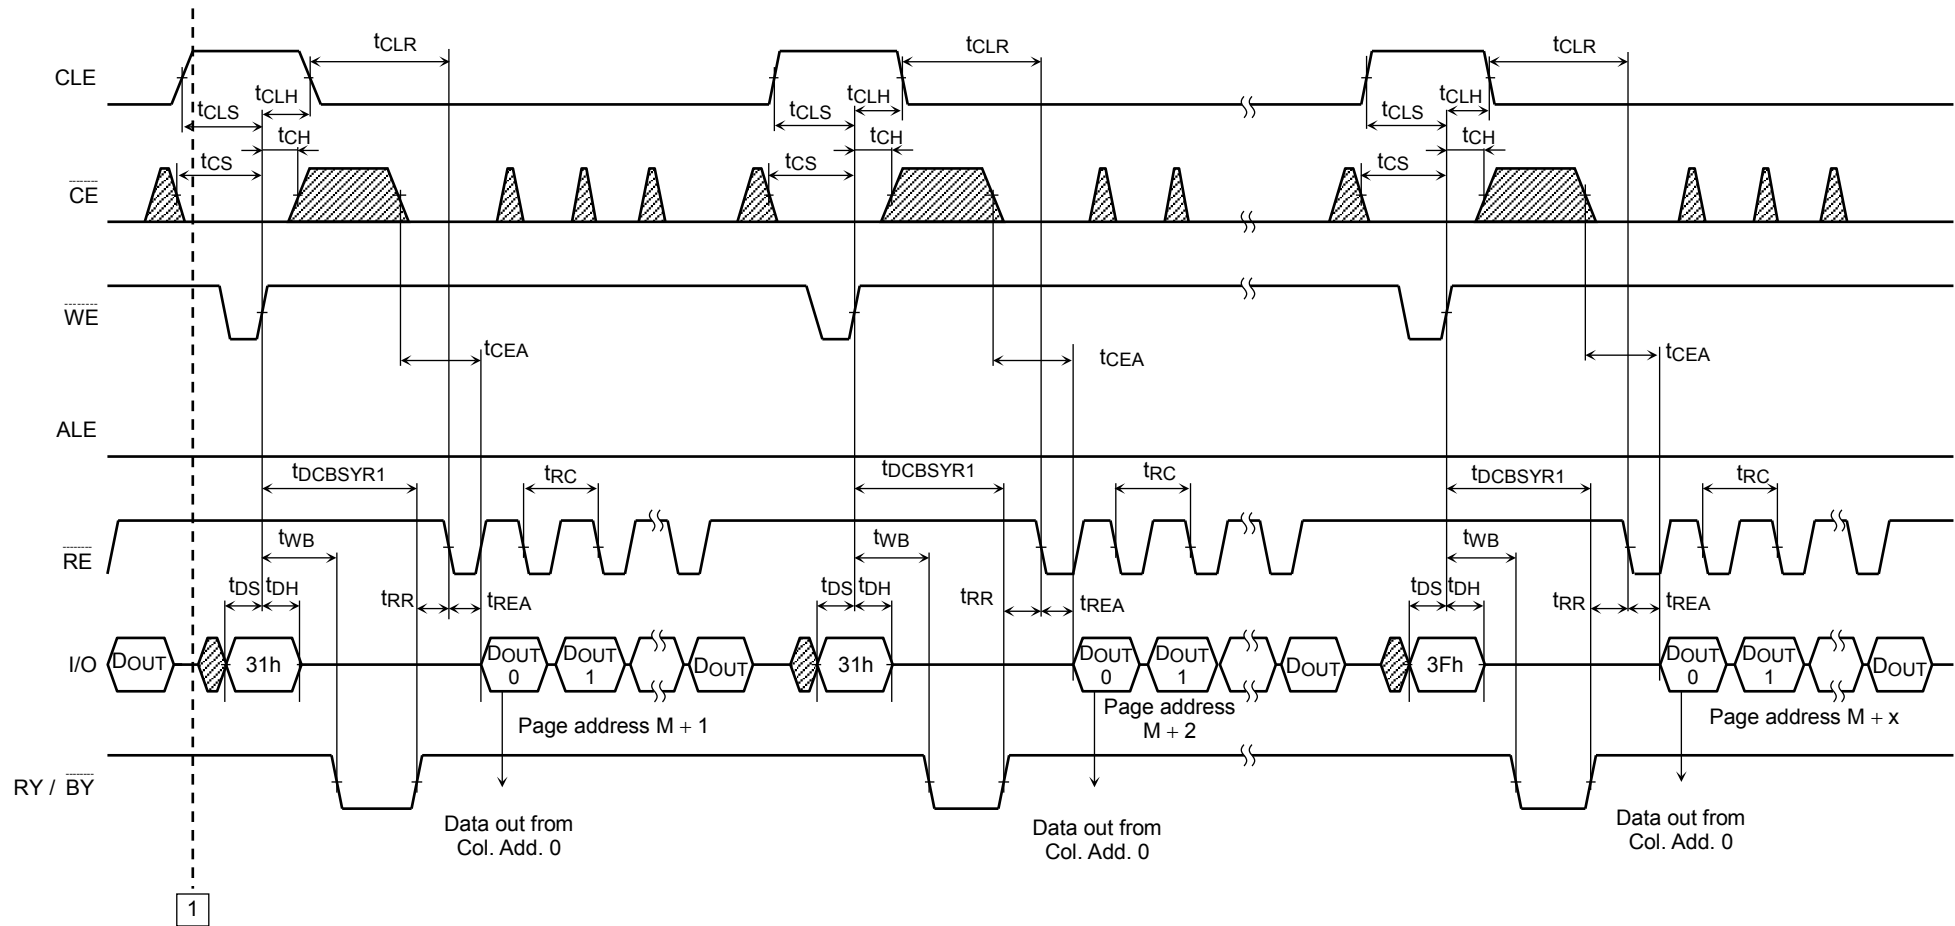 tCLR tCLR tCLR
CLE
tCLH tCLH tCLH
tCLS tCLS tCLS
tCH tCH tCH
tCS tCS tCS
CE
WE
tCEA tCEA tCEA
ALE
tDCBSYR1 tDCBSYR1 tDCBSYR1
tRC tRC tRC
tWB tWB tWB
RE
tDS tDH tDS tDH tDS tDH
tRR tREA tRR tREA tRR tREA
I/O DOUT 31h DOUT 0 DOUT 1 DOUT 31h DOUT 0 DOUT 1 DOUT 3Fh DOUT 0 DOUT 1 DOUT
Page address M + 1
Page address
M + 2
Page address M + x
RY / BY
Data out from
Col. Add. 0
Data out from
Col. Add. 0
Data out from
Col. Add. 0
1